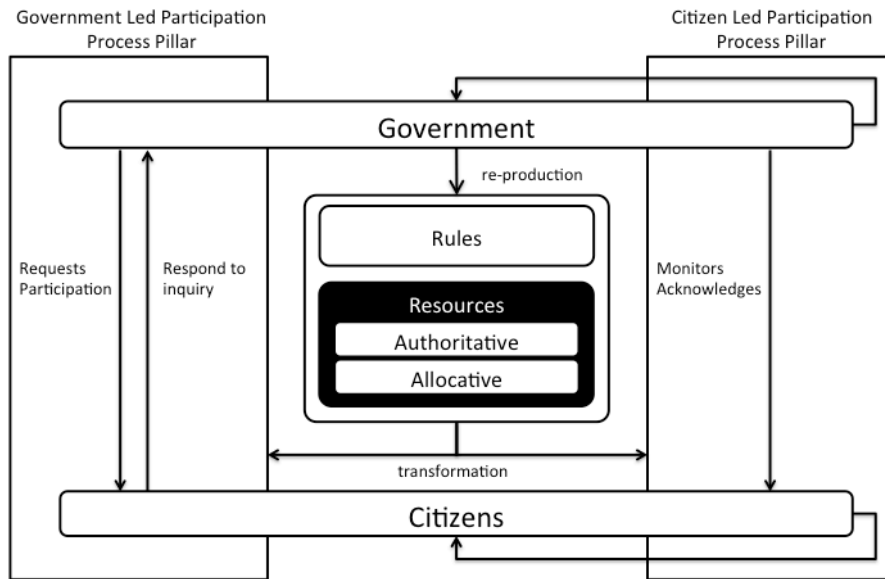 Government Led Participation
Process Pillar
Citizen Led Participation
Process Pillar
Government
re-production
Rules
Requests
Participation
Respond to
inquiry
Monitors
Acknowledges
Resources
Authoritative
Allocative
transformation
Citizens